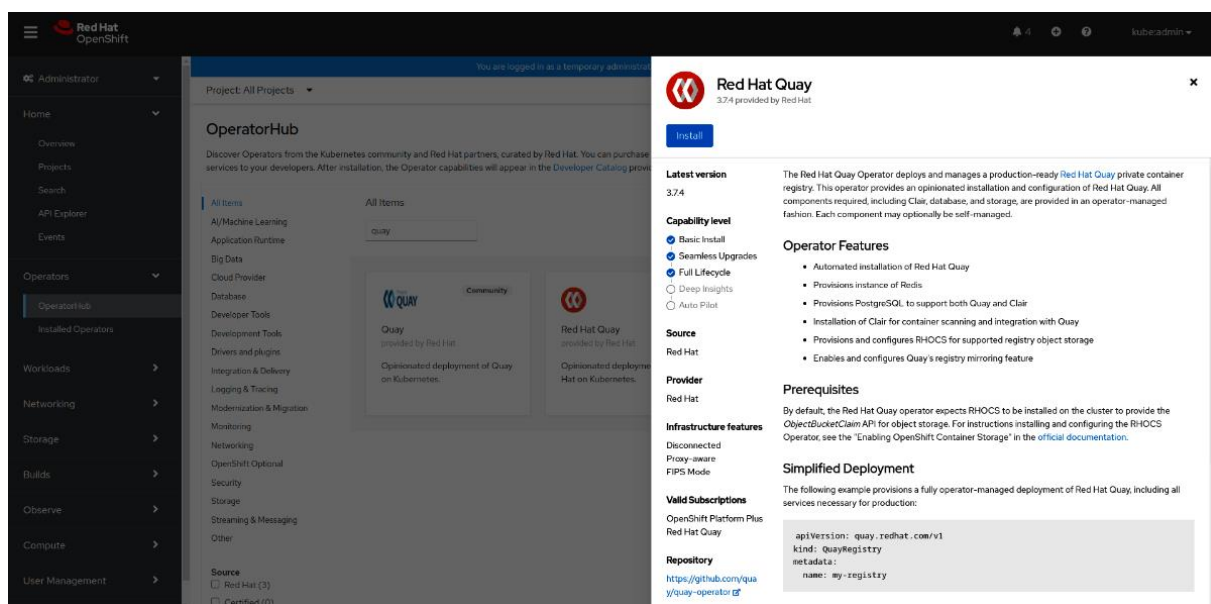 Red Hat
OpenShift
4
kube:admin
Administrator
Home
Overview
Projects
Search
API Explorer
Events
Operators
OperatorHub
Installed Operators
Workloads
Networking
Storage
Builds
Observe
Compute
User Management
You are logged in as a temporary administrat
Project: All Projects
OperatorHub
Discover Operators from the Kubernetes community and Red Hat partners, curated by Red Hat. You can purchase
services to your developers. After installation, the Operator capabilities will appear in the Developer Catalog provid
All Items
AI/Machine Learning
Application Runtime
Big Data
Cloud Provider
Database
Developer Tools
Development Tools
Drivers and plugins
Integration & Delivery
Logging & Tracing
Modernization & Migration
Monitoring
Networking
OpenShift Optional
Security
Storage
Streaming & Messaging
Other
Source
Red Hat (3)
Certified (0)
All Items
quay
QUAY
Community
Quay
provided by Red Hat
Opinionated deployment of Quay
on Kubernetes.
Red Hat Quay
provided by Red Hat
Opinionated deployme
Hat on Kubernetes.
Red Hat Quay
3.7.4 provided by Red Hat
Install
Latest version
3.7.4
Capability level
Basic Install
Seamless Upgrades
Full Lifecycle
Deep Insights
Auto Pilot
Source
Red Hat
Provider
Red Hat
Infrastructure features
Disconnected
Proxy-aware
FIPS Mode
Valid Subscriptions
OpenShift Platform Plus
Red Hat Quay
Repository
https://github.com/qua
y/quay-operator
The Red Hat Quay Operator deploys and manages a production-ready Red Hat Quay private container
registry. This operator provides an opinionated installation and configuration of Red Hat Quay. All
components required, including Clair, database, and storage, are provided in an operator-managed
fashion. Each component may optionally be self-managed.
Operator Features
• Automated installation of Red Hat Quay
• Provisions instance of Redis
• Provisions PostgreSQL to support both Quay and Clair
• Installation of Clair for container scanning and integration with Quay
• Provisions and configures RHOCS for supported registry object storage
• Enables and configures Quay's registry mirroring feature
Prerequisites
By default, the Red Hat Quay operator expects RHOCS to be installed on the cluster to provide the
ObjectBucketClaim API for object storage. For instructions installing and configuring the RHOCS
Operator, see the "Enabling OpenShift Container Storage" in the official documentation.
Simplified Deployment
The following example provisions a fully operator-managed deployment of Red Hat Quay, including all
services necessary for production:
apiVersion: quay.redhat.com/v1
kind: QuayRegistry
metadata:
name: my-registry